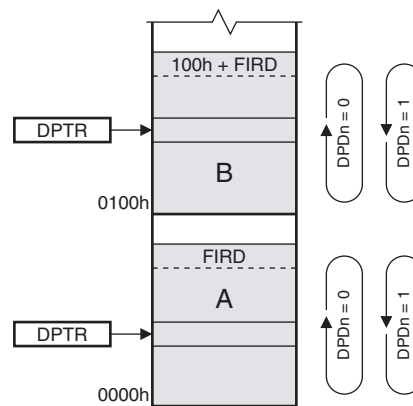 100h + FIRD
DPTR
B
0100h
DPDn = 0
DPDn = 1
FIRD
A
DPTR
0000h
DPDn = 0
DPDn = 1